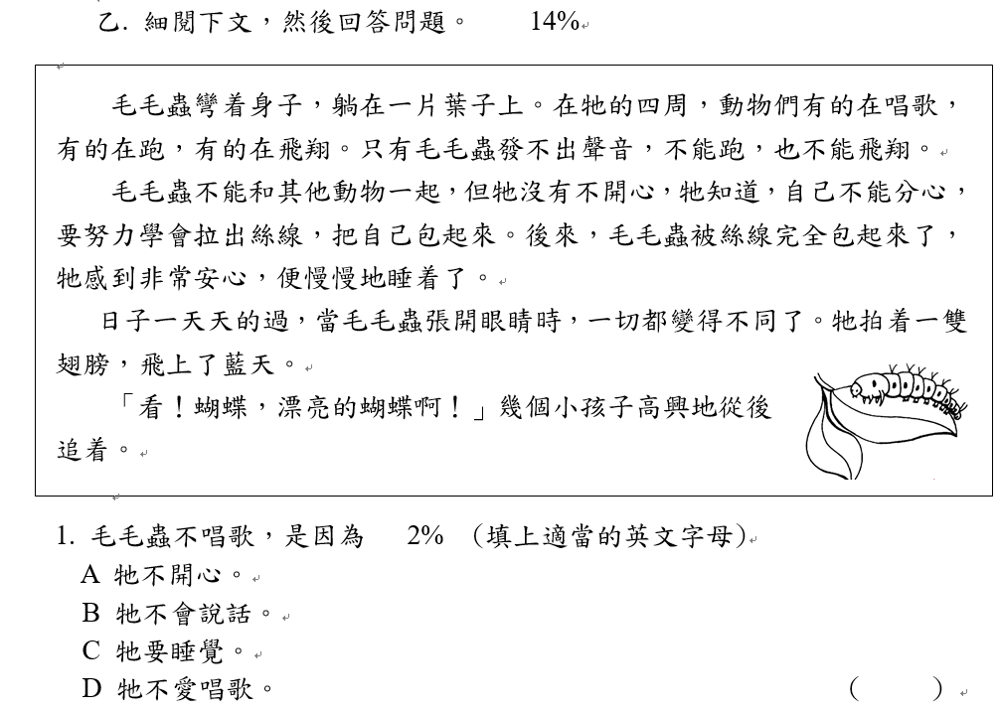 乙. 細閱下文，然後回答問題。 14%
毛毛蟲彎着身子，躺在一片葉子上。在牠的四周，動物們有的在唱歌，
有的在跑，有的在飛翔。只有毛毛蟲發不出聲音，不能跑，也不能飛翔。
毛毛蟲不能和其他動物一起，但牠沒有不開心，牠知道，自己不能分心，
要努力學會拉出絲線，把自己包起來。後來，毛毛蟲被絲線完全包起來了，
牠感到非常安心，便慢慢地睡着了。
日子一天天的過，當毛毛蟲張開眼睛時，一切都變得不同了。牠拍着一雙
翅膀，飛上了藍天。
「看！蝴蝶，漂亮的蝴蝶啊！」幾個小孩子高興地從後
追着。
1. 毛毛蟲不唱歌，是因為 2% （填上適當的英文字母）
A 牠不開心。
B 牠不會說話。
C 牠要睡覺。
D 牠不愛唱歌。 （ ）